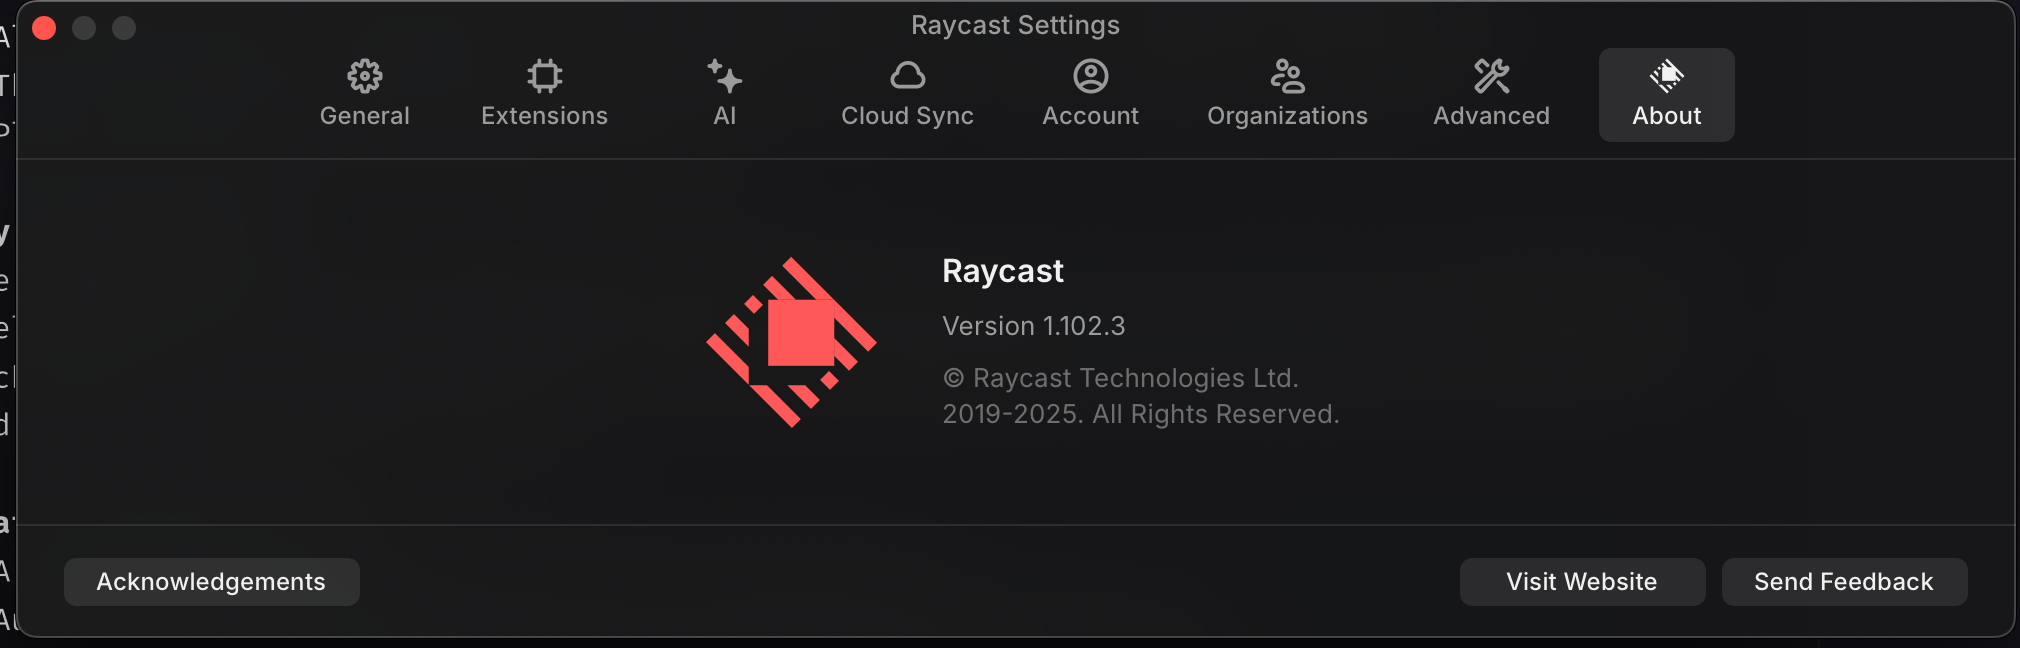 Raycast Settings
General
Extensions
AI
Cloud Sync
Account
Organizations
Advanced
About
Raycast
Version 1.102.3
© Raycast Technologies Ltd.
2019-2025. All Rights Reserved.
Acknowledgements
Visit Website
Send Feedback